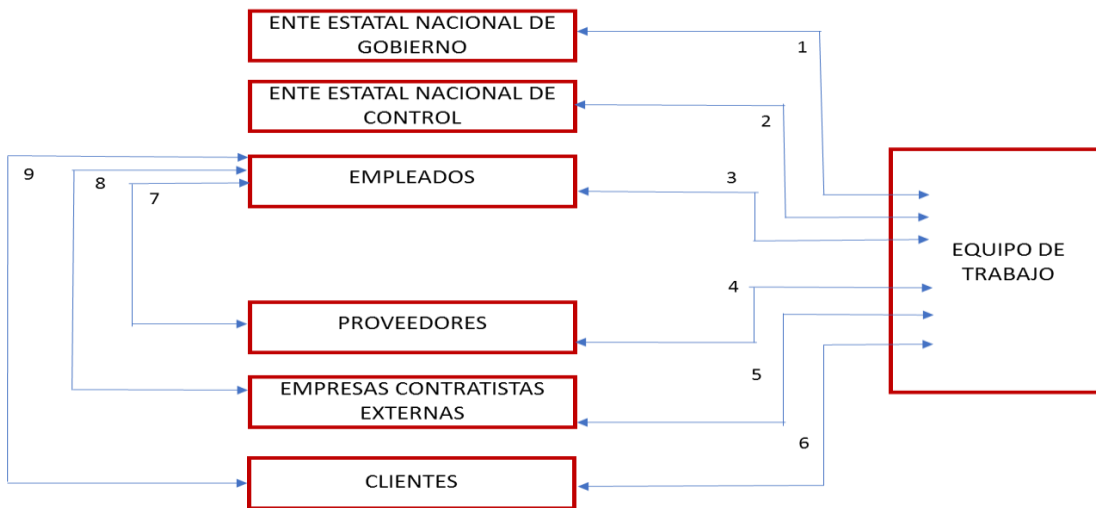 ENTE ESTATAL NACIONAL DE
GOBIERNO
1
ENTE ESTATAL NACIONAL DE
CONTROL
2
9
8
7
EMPLEADOS
3
EQUIPO DE
TRABAJO
4
PROVEEDORES
5
EMPRESAS CONTRATISTAS
EXTERNAS
6
CLIENTES